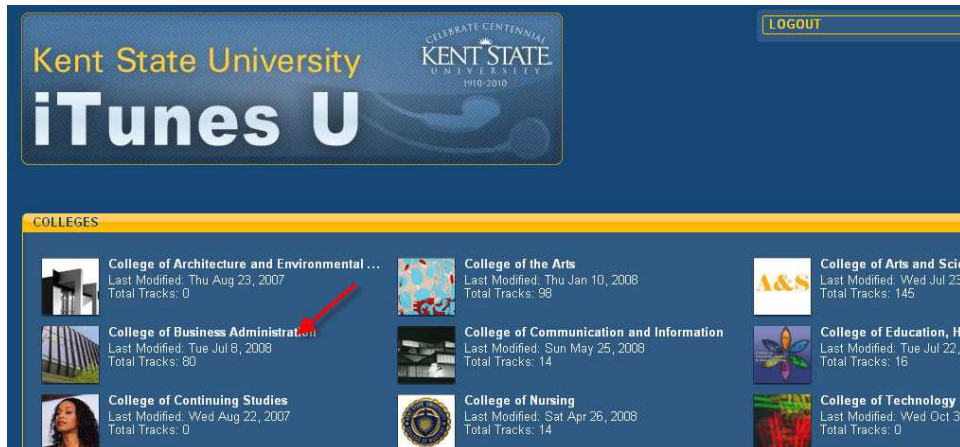 LOGOUT
Kent State University
iTunes U
CELEBRATE CENTENNIAL
KENT STATE
UNIVERSITY
1910-2010
COLLEGES
College of Architecture and Environmental ...
Last Modified: Thu Aug 23, 2007
Total Tracks: 0
College of the Arts
Last Modified: Thu Jan 10, 2008
Total Tracks: 98
A&S
College of Arts and Sci
Last Modified: Wed Jul 23
Total Tracks: 145
College of Business Administration
Last Modified: Tue Jul 8, 2008
Total Tracks: 80
College of Communication and Information
Last Modified: Sun May 25, 2008
Total Tracks: 14
College of Education, H
Last Modified: Tue Jul 22,
Total Tracks: 16
College of Continuing Studies
Last Modified: Wed Aug 22, 2007
Total Tracks: 0
College of Nursing
Last Modified: Sat Apr 26, 2008
Total Tracks: 14
College of Technology
Last Modified: Wed Oct 3
Total Tracks: 0